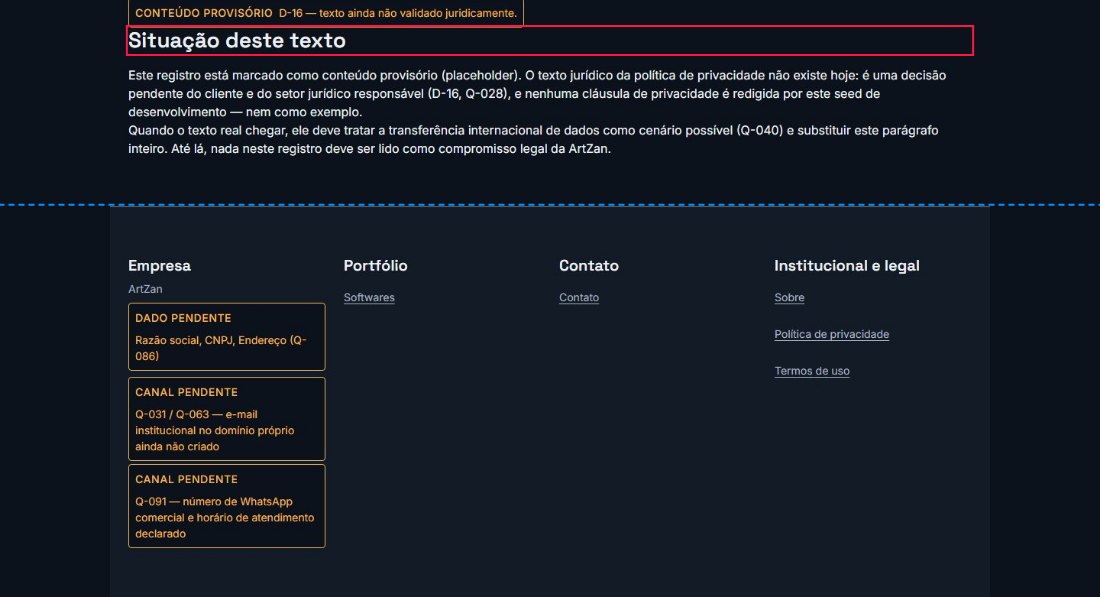 CONTEÚDO PROVISÓRIO D-16 — texto ainda não validado juridicamente.
Situação deste texto
Este registro está marcado como conteúdo provisório (placeholder). O texto jurídico da política de privacidade não existe hoje: é uma decisão
pendente do cliente e do setor jurídico responsável (D-16, Q-028), e nenhuma cláusula de privacidade é redigida por este seed de
desenvolvimento — nem como exemplo.
Quando o texto real chegar, ele deve tratar a transferência internacional de dados como cenário possível (Q-040) e substituir este parágrafo
inteiro. Até lá, nada neste registro deve ser lido como compromisso legal da ArtZan.
Empresa
ArtZan
DADO PENDENTE
Razão social, CNPJ, Endereço (Q-
086)
CANAL PENDENTE
Q-031 / Q-063 — e-mail
institucional no domínio próprio
ainda não criado
CANAL PENDENTE
Q-091 — número de WhatsApp
comercial e horário de atendimento
declarado
Portfólio
Softwares
Contato
Contato
Institucional e legal
Sobre
Política de privacidade
Termos de uso